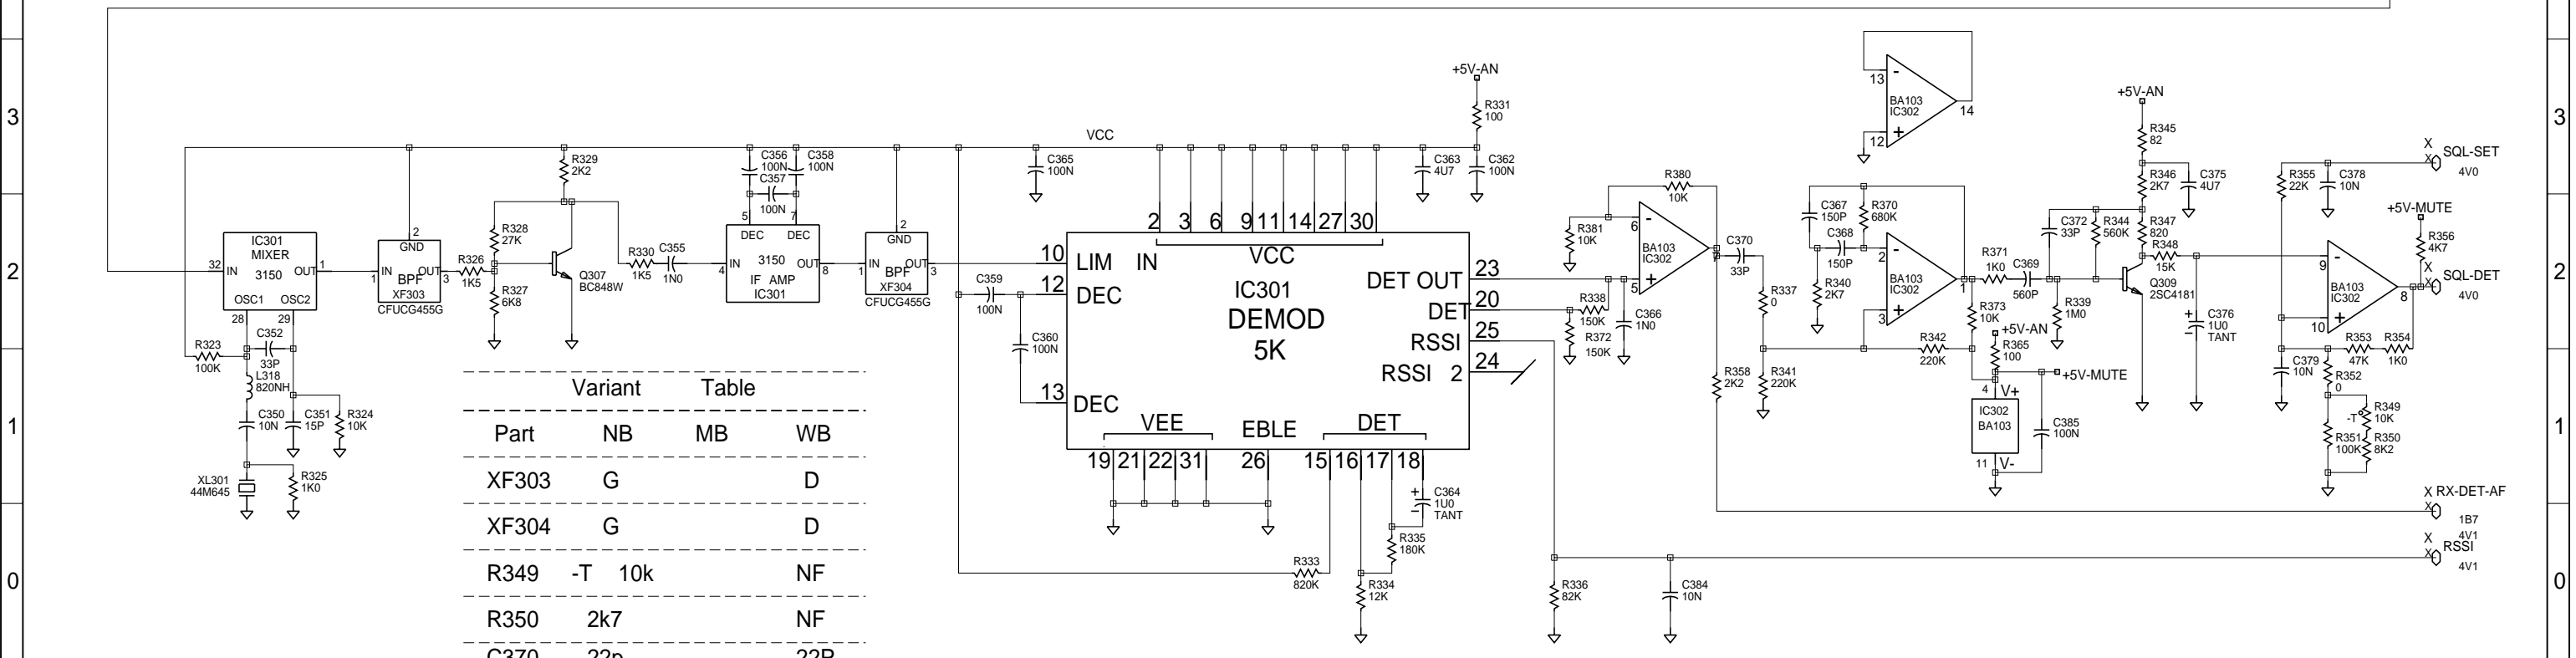 3
2
1
0
3
2
1
0
+5V-AN
R331
100
VCC
13
-
BA103
IC302
14
12
+
+5V-AN
R345
82
R346
2K7
C375
4U7
R347
820
C372
33P
R344
560K
R348
15K
R329
2K2
C356
100N
C358
100N
C357
100N
C365
100N
C363
4U7
C362
100N
R380
10K
R381
10K
6
-
BA103
IC302
5
+
7
C370
33P
C367
150P
R370
680K
C368
150P
R340
2K7
2
-
BA103
IC302
1
3
+
R371
1K0
C369
560P
R339
1M0
Q309
2SC4181
C376
1U0
TANT
+
-
R355
22K
C378
10N
X
X
SQL-SET
4V0
+5V-MUTE
R356
4K7
X
X
SQL-DET
4V0
9
-
BA103
IC302
8
10
+
R353
47K
R354
1K0
C379
10N
R352
0
R349
10K
-T°
R351
100K
R350
8K2
IC301
MIXER
3150
32
IN
OUT
1
OSC1
OSC2
28
29
2
GND
IN
OUT
BPF
1
3
XF303
CFUCG455G
R326
1K5
R328
27K
R327
6K8
Q307
BC848W
R330
1K5
C355
1N0
5
7
DEC
DEC
4
IN
3150
OUT
8
IF AMP
IC301
2
GND
1
IN
OUT
3
BPF
XF304
CFUCG455G
C352
33P
R323
100K
L318
820NH
C350
10N
C351
15P
R324
10K
XL301
44M645
R325
1K0
2
3
6
9
11
14
27
30
VCC
10
LIM IN
12
DEC
13
DEC
IC301
DEMOD
5K
DET OUT
23
DET
20
RSSI
25
RSSI 2
24
VEE
EBLE
DET
19
21
22
31
26
15
16
17
18
C359
100N
C360
100N
R338
150K
R372
150K
C366
1N0
R337
0
R358
2K2
R341
220K
R342
220K
R373
10K
+5V-AN
R365
100
+5V-MUTE
4
V+
IC302
BA103
11
V-
C385
100N
+
-
C364
1U0
TANT
R335
180K
R333
820K
R334
12K
R336
82K
C384
10N
X
X
RX-DET-AF
1B7
4V1
X
X
RSSI
4V1
Variant Table
Part NB MB WB
XF303 G D
XF304 G D
R349 -T 10k NF
R350 2k7 NF
C370 22p 22P